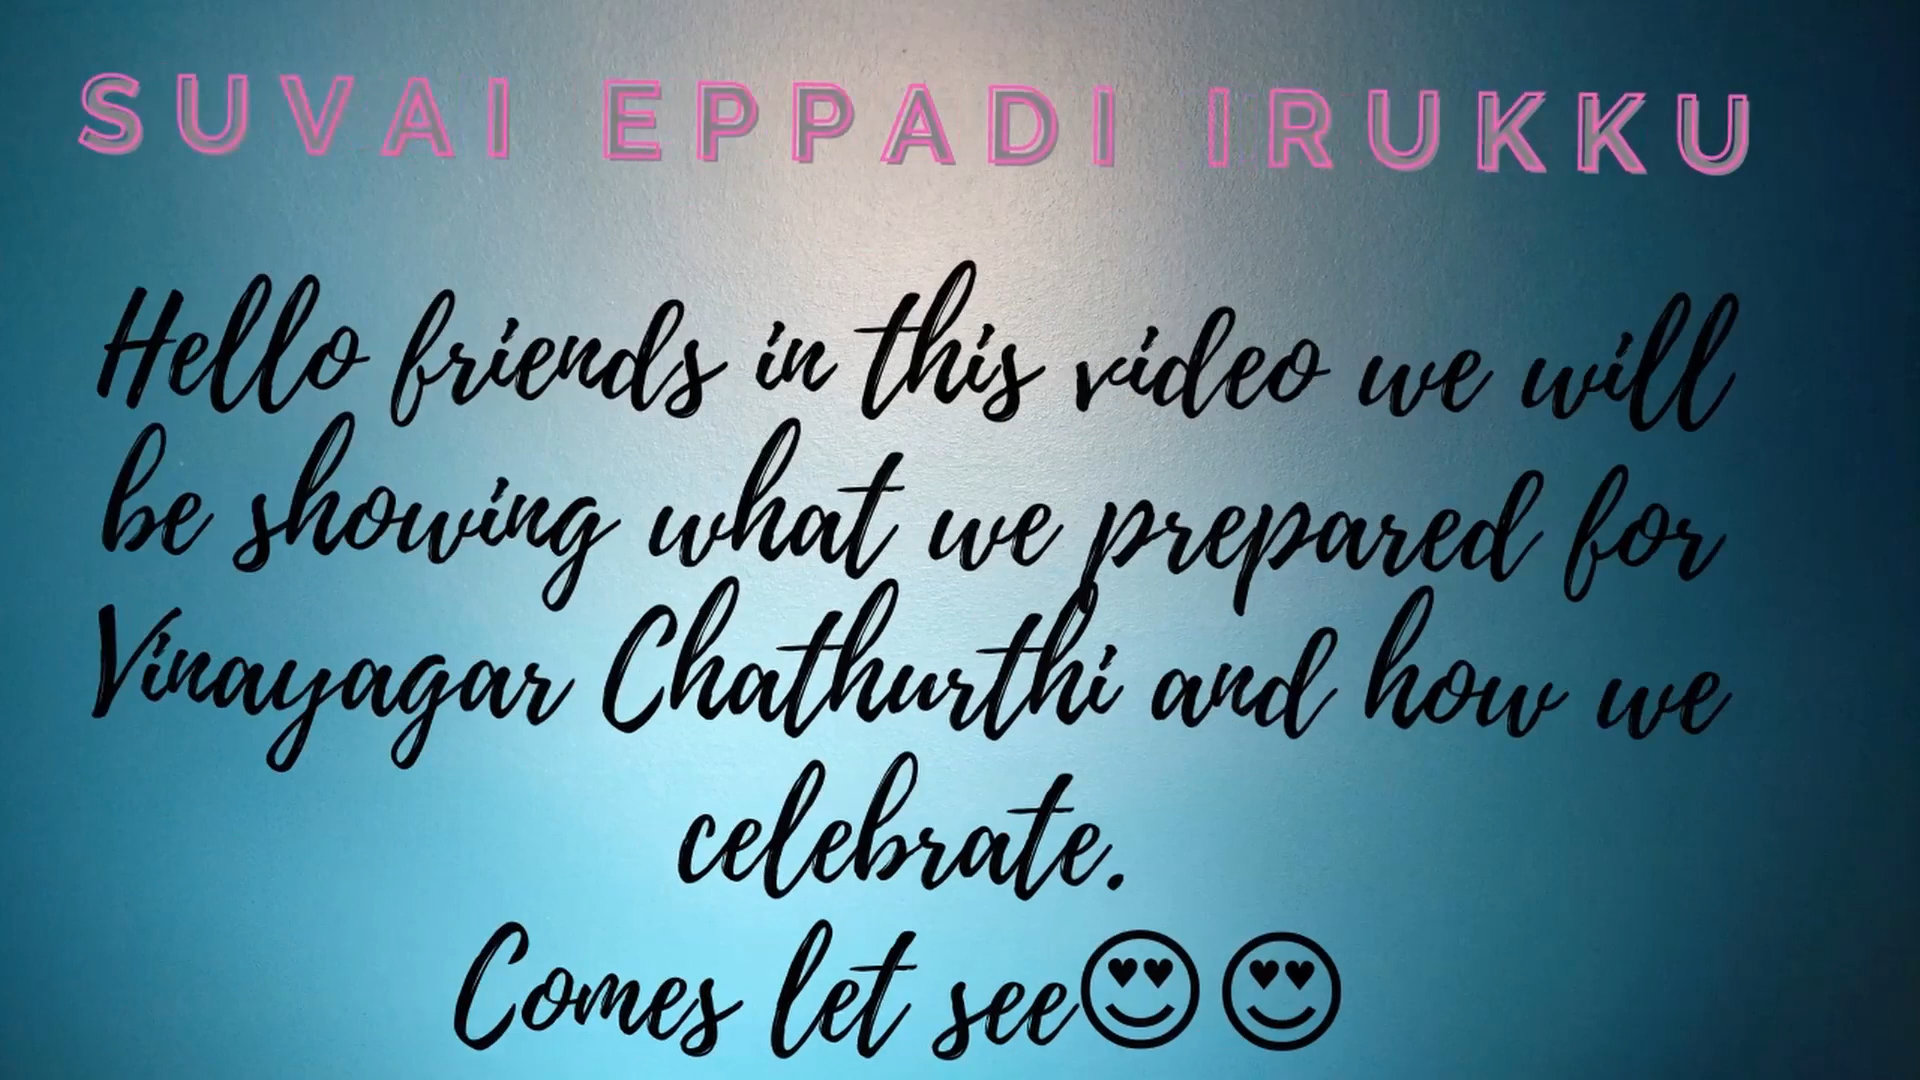 SUVAI EPPADI IRUKKU
Hello friends in this video we will
be showing what we prepared for
Vinayagar Chathurthi and how we
celebrate.
Comes let see😍😍